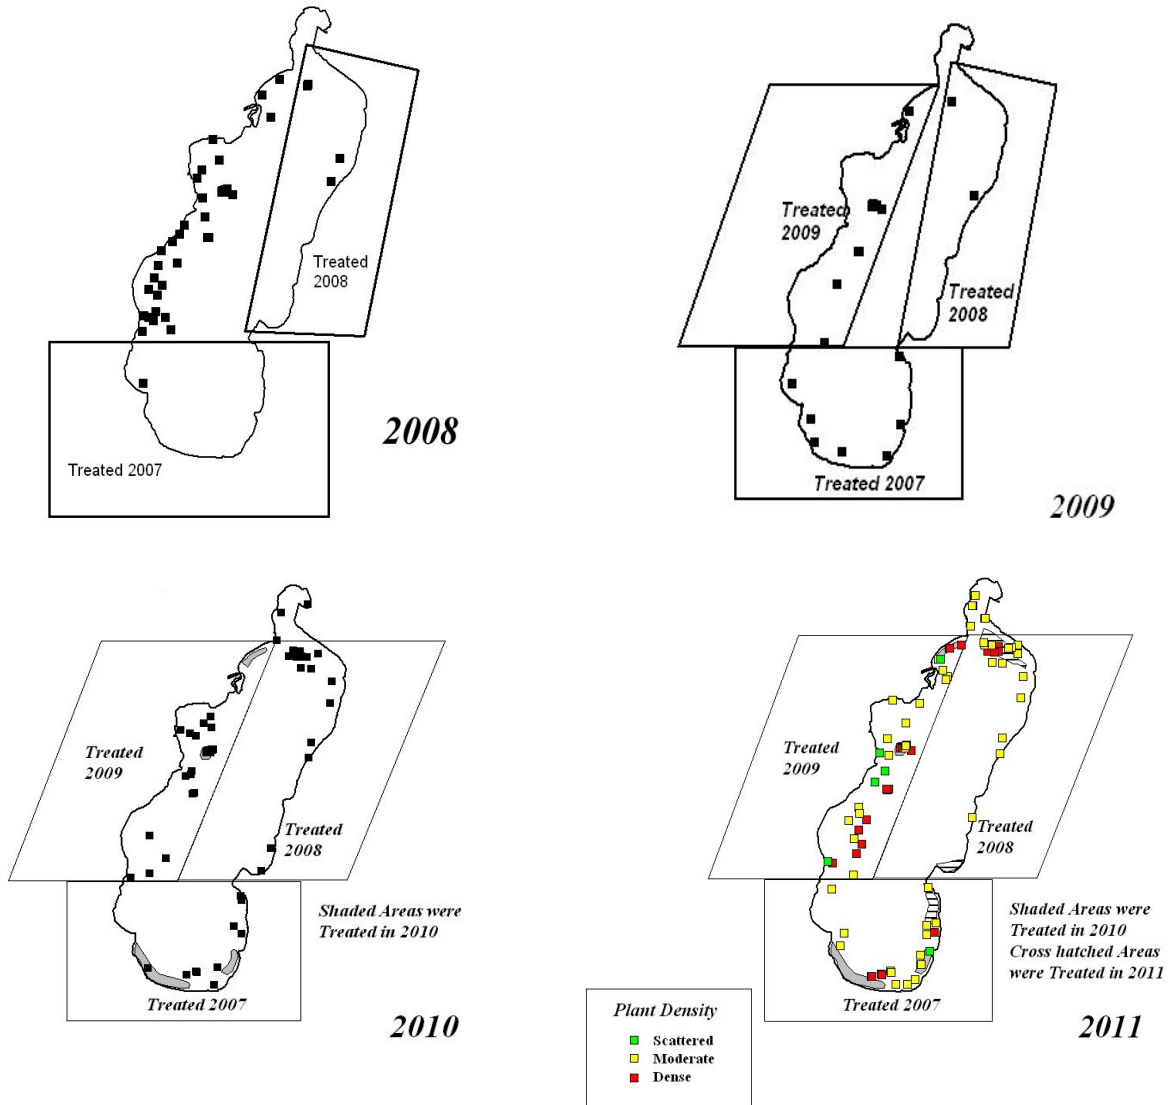 Treated
2008
Treated 2007
2008
Treated
2009
Treated
2008
Treated 2007
2009
Treated
2009
Treated
2008
Shaded Areas were
Treated in 2010
Treated 2007
2010
Treated
2009
Treated
2008
Shaded Areas were
Treated in 2010
Cross hatched Areas
were Treated in 2011
Treated 2007
2011
Plant Density
Scattered
Moderate
Dense